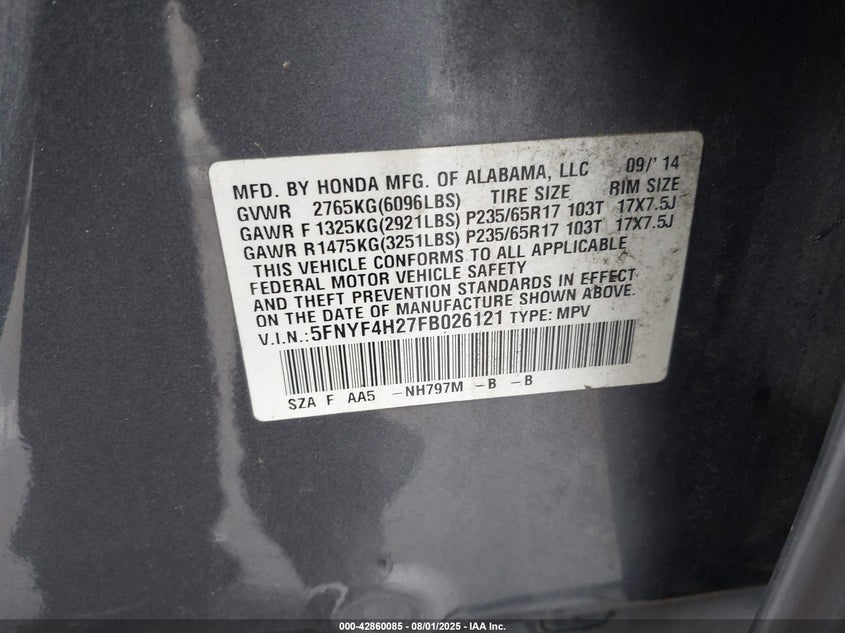 MFD. BY HONDA MFG. OF ALABAMA, LLC 09/'14
GVWR 2765KG(6096LBS) TIRE SIZE RIM SIZE
GAWR F 1325KG(2921LBS) P235/65R17 103T 17X7.5J
GAWR R1475KG(3251LBS) P235/65R17 103T 17X7.5J
THIS VEHICLE CONFORMS TO ALL APPLICABLE
FEDERAL MOTOR VEHICLE SAFETY
AND THEFT PREVENTION STANDARDS IN EFFECT
ON THE DATE OF MANUFACTURE SHOWN ABOVE.
V.I.N.:5FNYF4H27FB026121 TYPE: MPV
SZA F AA5 -NH797M -B -B
000-42860085 - 08/01/2025 - IAA Inc.